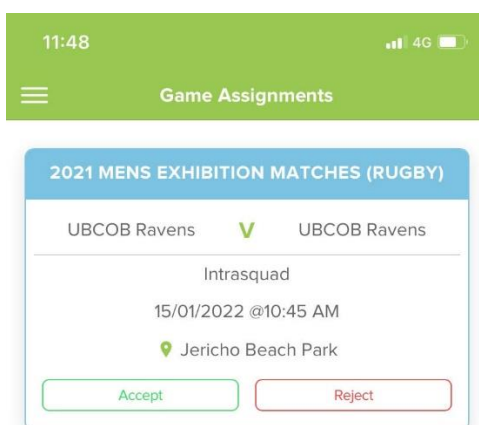 11:48 4G
Game Assignments
2021 MENS EXHIBITION MATCHES (RUGBY)
UBCOB Ravens V UBCOB Ravens
Intrasquad
15/01/2022 @10:45 AM
Jericho Beach Park
Accept Reject